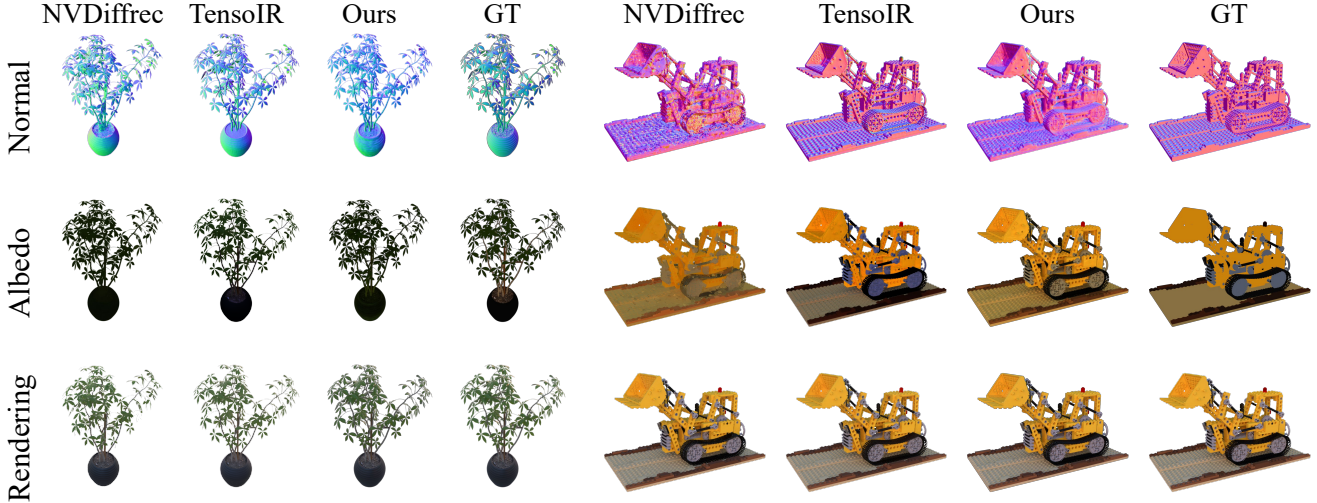 NVDiffrec TensoIR Ours GT NVDiffrec TensoIR Ours GT
Normal
Albedo
Rendering